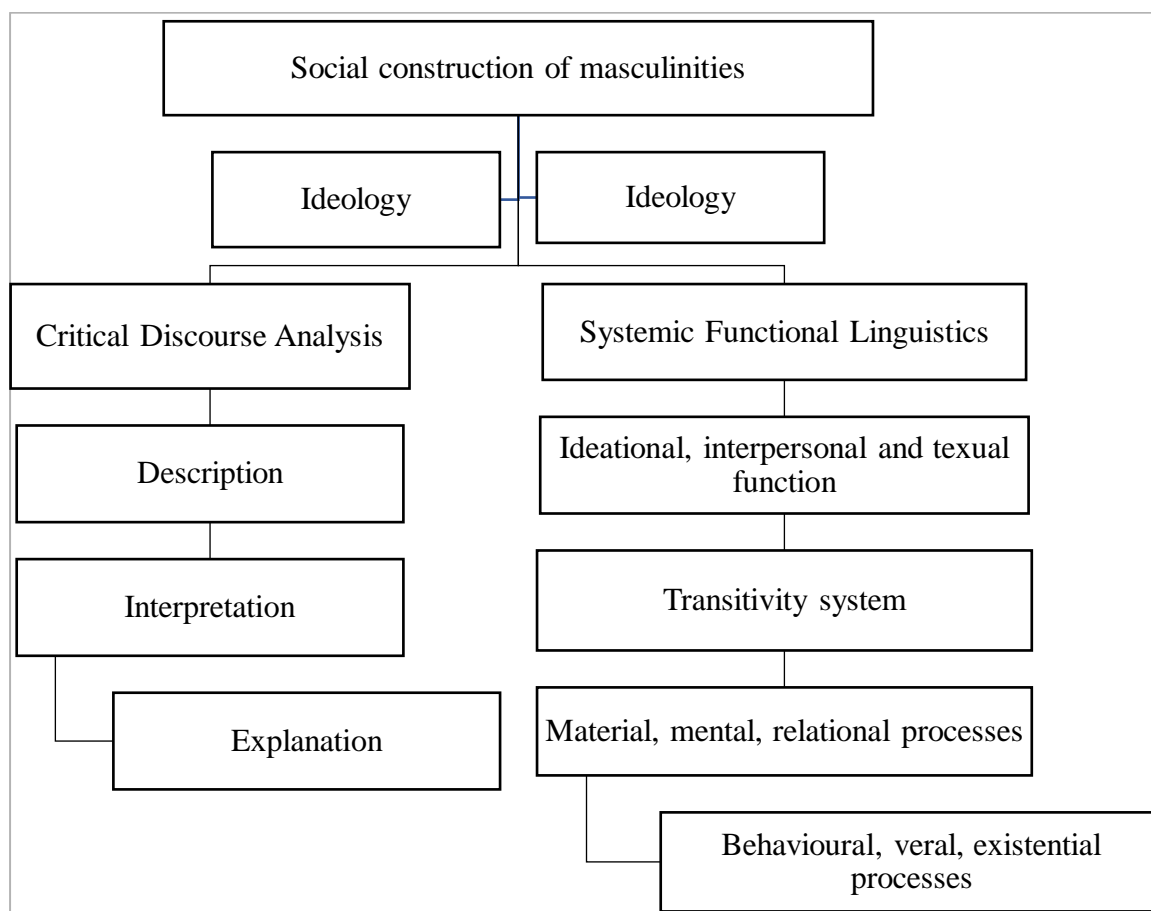 Social construction of masculinities
Ideology
Ideology
Critical Discourse Analysis
Systemic Functional Linguistics
Description
Ideational, interpersonal and texual
function
Interpretation
Transitivity system
Explanation
Material, mental, relational processes
Behavioural, veral, existential
processes